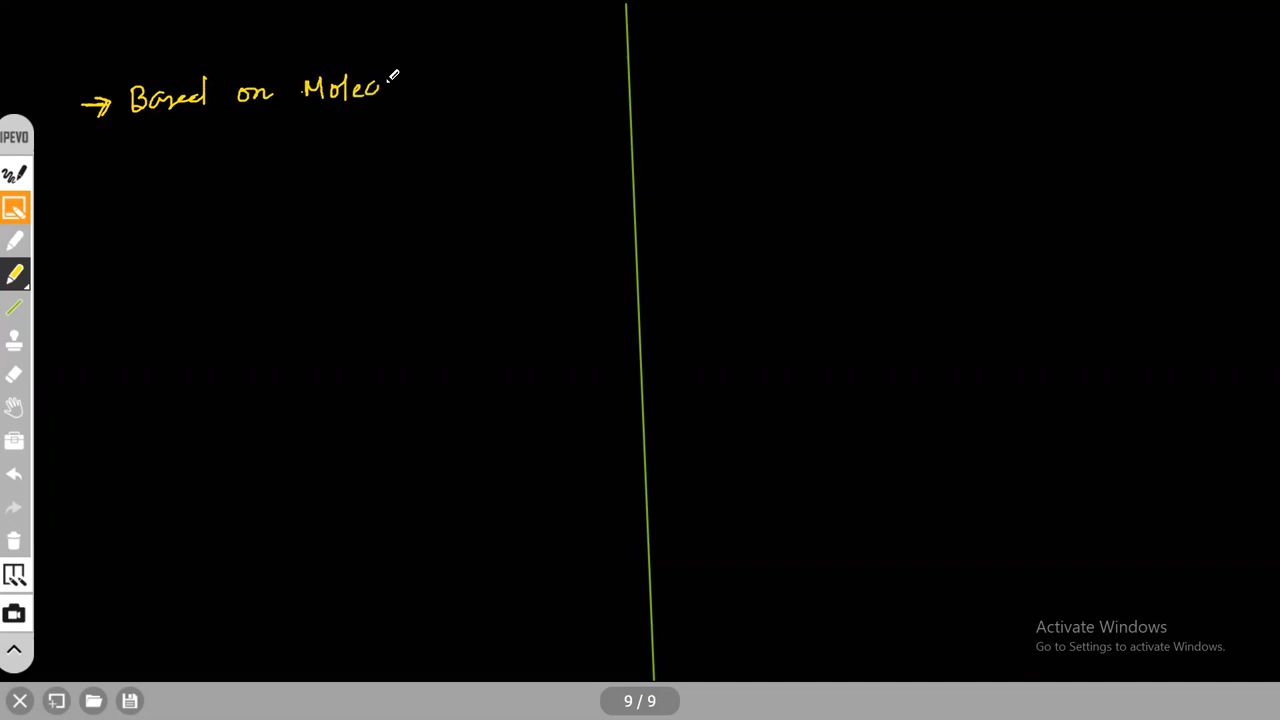 → Based on Molec
IPEVO
Activate Windows
Go to Settings to activate Windows.
9 / 9